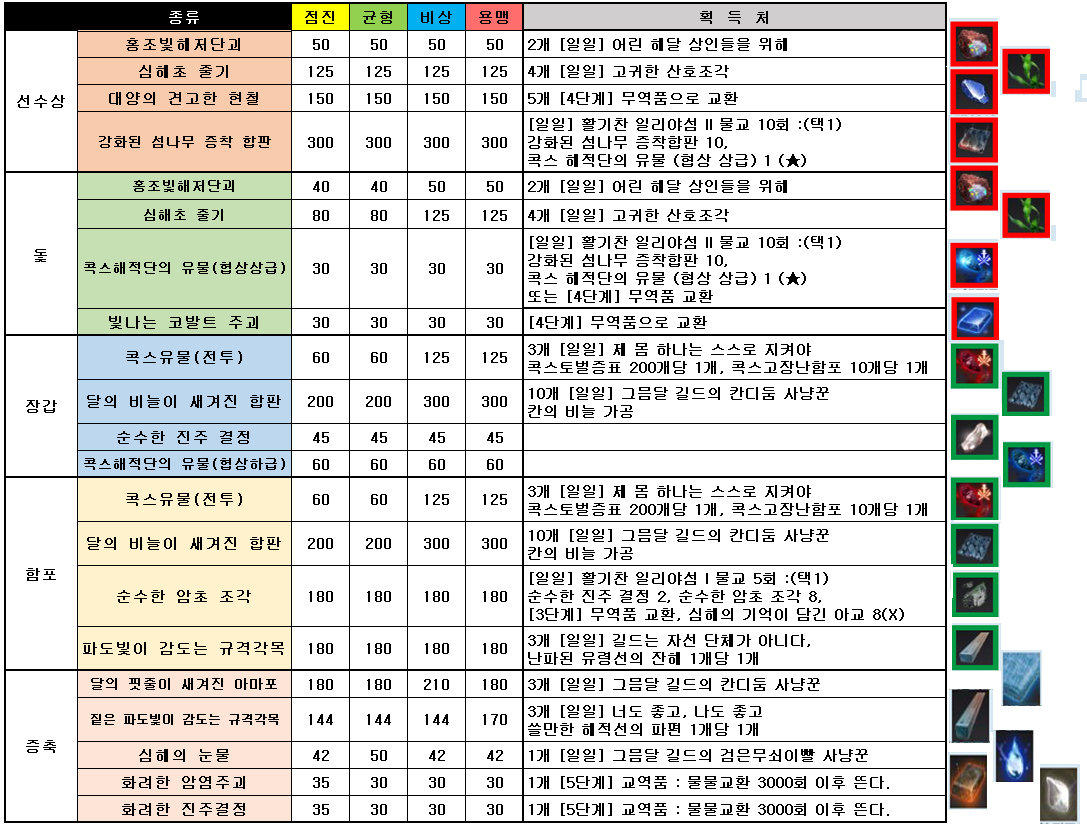 종류 점진 균형 비상 용맹 획 득 처
선수상
홍조빛해저단괴 50 50 50 50 2개 [일일] 어린 해달 상인들을 위해
심해초 줄기 125 125 125 125 4개 [일일] 고귀한 산호조각
대양의 견고한 현철 150 150 150 150 5개 [4단계] 무역품으로 교환
강화된 섬나무 증착 합판 300 300 300 300 [일일] 활기찬 일리야섬 II 물교 10회 :(택1)
강화된 섬나무 증착합판 10,
콕스 해적단의 유물 (협상 상급) 1 (★)
돛
홍조빛해저단괴 40 40 50 50 2개 [일일] 어린 해달 상인들을 위해
심해초 줄기 80 80 125 125 4개 [일일] 고귀한 산호조각
콕스해적단의 유물(협상상급) 30 30 30 30 [일일] 활기찬 일리야섬 II 물교 10회 :(택1)
강화된 섬나무 증착합판 10,
콕스 해적단의 유물 (협상 상급) 1 (★)
또는 [4단계] 무역품 교환
빛나는 코발트 주괴 30 30 30 30 [4단계] 무역품으로 교환
장갑
콕스유물(전투) 60 60 125 125 3개 [일일] 제 몸 하나는 스스로 지켜야
콕스토벌증표 200개당 1개, 콕스고장난함포 10개당 1개
달의 비늘이 새겨진 합판 200 200 300 300 10개 [일일] 그믐달 길드의 칸디둠 사냥꾼
칸의 비늘 가공
순수한 진주 결정 45 45 45 45
콕스해적단의 유물(협상하급) 60 60 60 60
함포
콕스유물(전투) 60 60 125 125 3개 [일일] 제 몸 하나는 스스로 지켜야
콕스토벌증표 200개당 1개, 콕스고장난함포 10개당 1개
달의 비늘이 새겨진 합판 200 200 300 300 10개 [일일] 그믐달 길드의 칸디둠 사냥꾼
칸의 비늘 가공
순수한 암초 조각 180 180 180 180 [일일] 활기찬 일리야섬 I 물교 5회 :(택1)
순수한 진주 결정 2, 순수한 암초 조각 8,
[3단계] 무역품 교환, 심해의 기억이 담긴 아교 8(X)
파도빛이 감도는 규격각목 180 180 180 180 3개 [일일] 길드는 자선 단체가 아니다,
난파된 유령선의 잔해 1개당 1개
증축
달의 핏줄이 새겨진 아마포 180 180 210 180 3개 [일일] 그믐달 길드의 칸디둠 사냥꾼
짙은 파도빛이 감도는 규격각목 144 144 144 170 3개 [일일] 너도 좋고, 나도 좋고
쓸만한 해적선의 파편 1개당 1개
심해의 눈물 42 50 42 42 1개 [일일] 그믐달 길드의 검은무쇠이빨 사냥꾼
화려한 암염주괴 35 30 30 30 1개 [5단계] 교역품 : 물물교환 3000회 이후 뜬다.
화려한 진주결정 35 30 30 30 1개 [5단계] 교역품 : 물물교환 3000회 이후 뜬다.